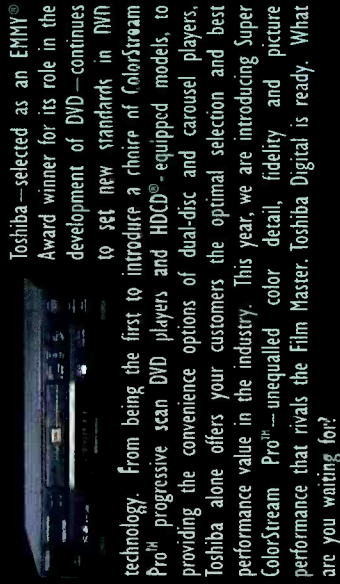 Toshiba—selected as an EMMY®
Award winner for its role in the
development of DVD—continues
to set new standards in DVD
technology. From being the first to introduce a choice of ColorStream
Pro™ progressive scan DVD players and HDCD®-equipped models, to
providing the convenience options of dual-disc and carousel players,
Toshiba alone offers your customers the optimal selection and best
performance value in the industry. This year, we are introducing Super
ColorStream Pro™—unequalled color detail, fidelity and picture
performance that rivals the Film Master. Toshiba Digital is ready. What
are you waiting for?